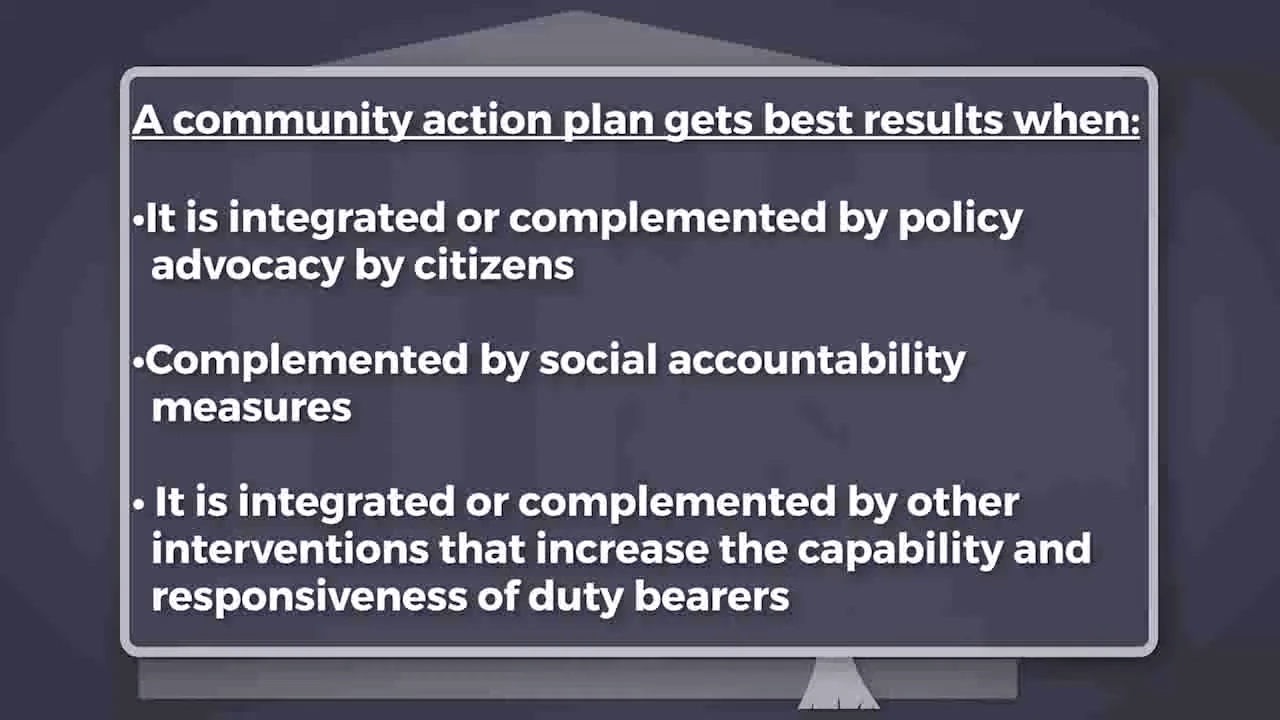 A community action plan gets best results when:
•It is integrated or complemented by policy
advocacy by citizens
•Complemented by social accountability
measures
• It is integrated or complemented by other
interventions that increase the capability and
responsiveness of duty bearers